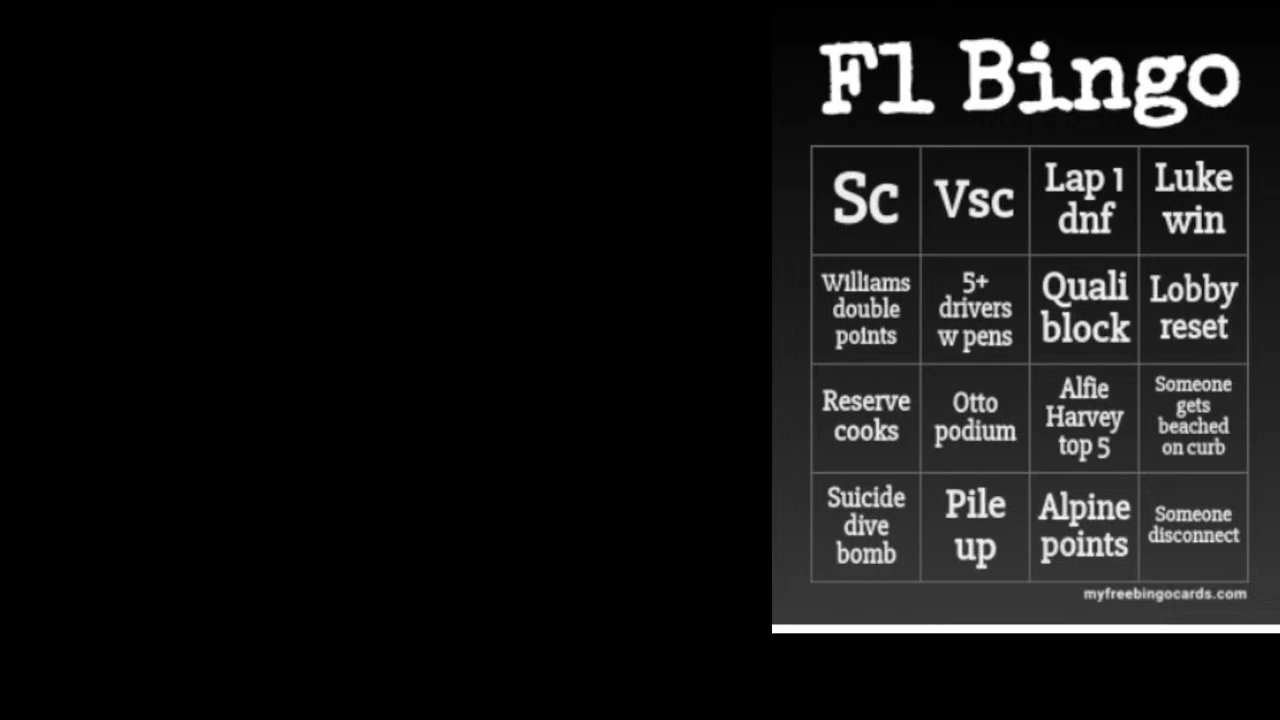 F1 Bingo
Sc
Vsc
Lap 1
dnf
Luke
win
Williams
double
points
5+
drivers
w pens
Quali
block
Lobby
reset
Reserve
cooks
Otto
podium
Alfie
Harvey
top 5
Someone
gets
beached
on curb
Suicide
dive
bomb
Pile
up
Alpine
points
Someone
disconnect
myfreebingocards.com